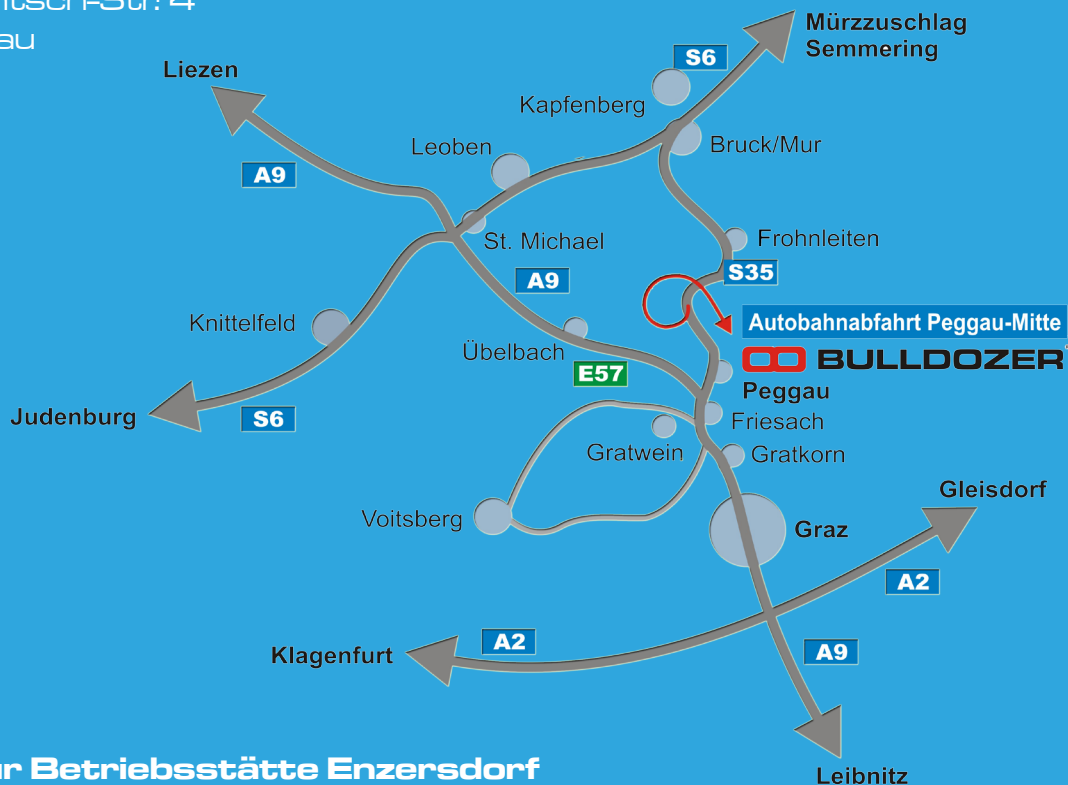 Mürzzuschlag
Semmering
Liezen
S6
Kapfenberg
Leoben
Bruck/Mur
A9
St. Michael
Frohnleiten
A9
S35
Knittelfeld
Autobahnabfahrt Peggau-Mitte
Übelbach
BULLDOZER
E57
Peggau
Judenburg
S6
Friesach
Gratwein
Gratkorn
Gleisdorf
Voitsberg
Graz
A2
Klagenfurt
A2
A9
Betriebsstätte Enzersdorf
Leibnitz